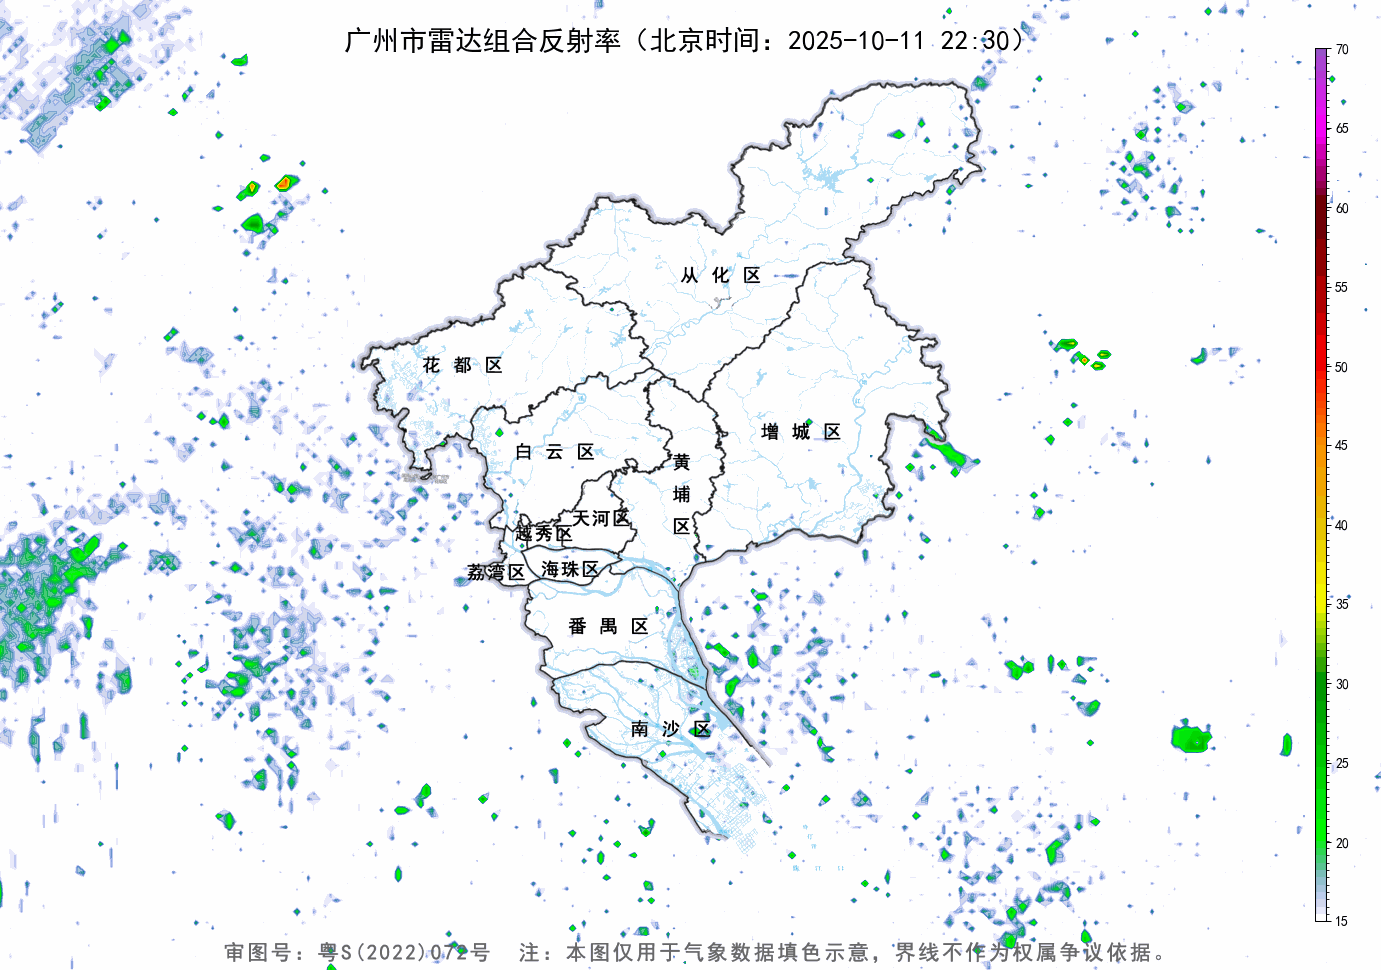 广州市雷达组合反射率（北京时间：2025-10-11 22:30）
70
65
60
55
50
45
40
35
30
25
20
15
从化区
花都区
增城区
白云区
黄埔区
天河区
越秀区
荔湾区
海珠区
番禺区
南沙区
审图号：粤S(2022)072号 注：本图仅用于气象数据填色示意，界线不作为权属争议依据。